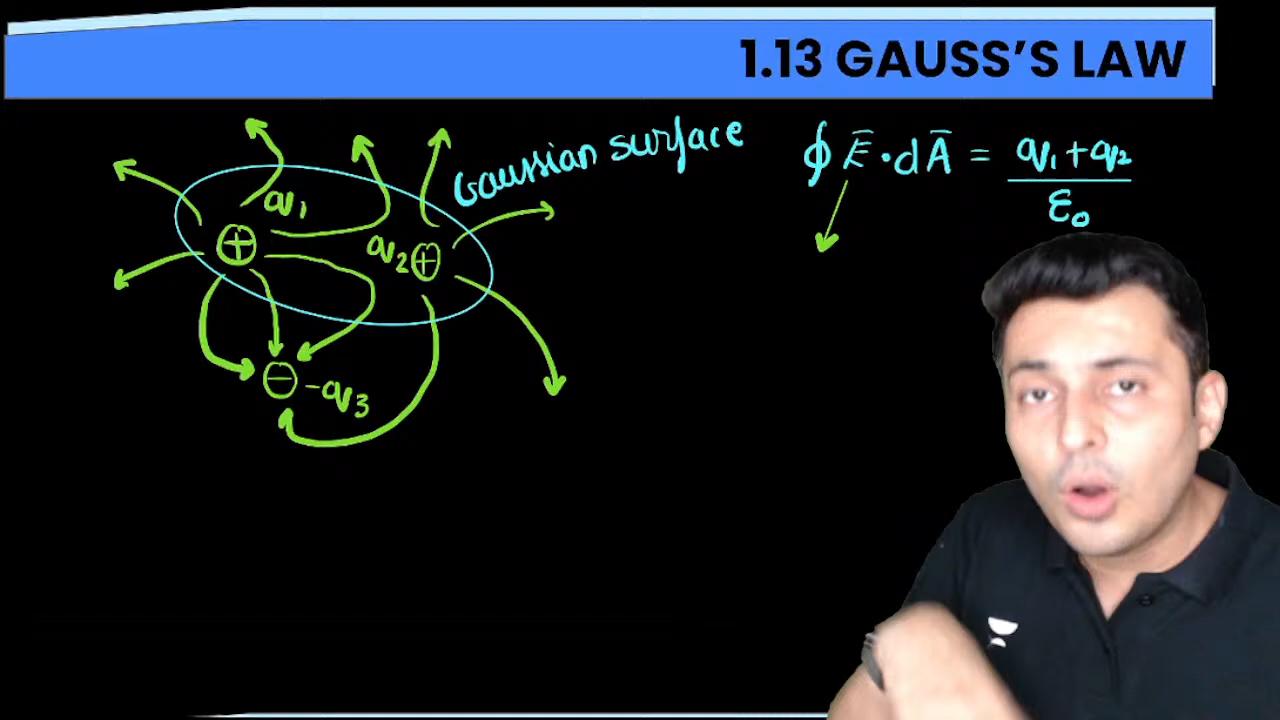 1.13 GAUSS'S LAW
Gaussian surface
∮ E̅·dA̅ = q₁+q₂
ε₀
q₁
+
q₂
+
−
-q₃